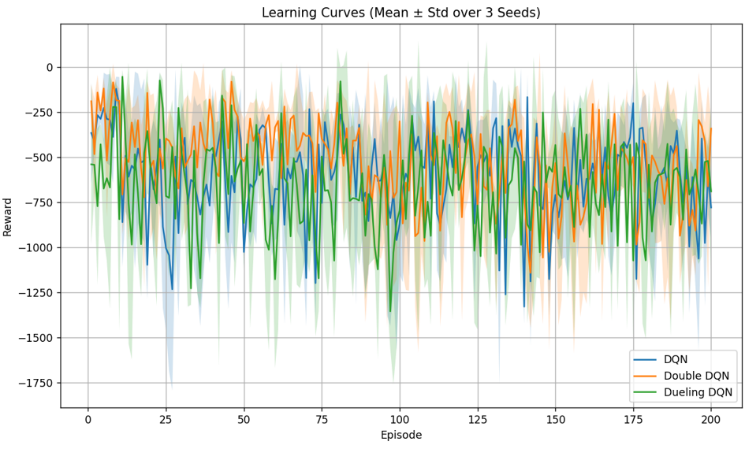 Learning Curves (Mean ± Std over 3 Seeds)
Reward
0
−250
−500
−750
−1000
−1250
−1500
−1750
0
25
50
75
100
125
150
175
200
Episode
DQN
Double DQN
Dueling DQN